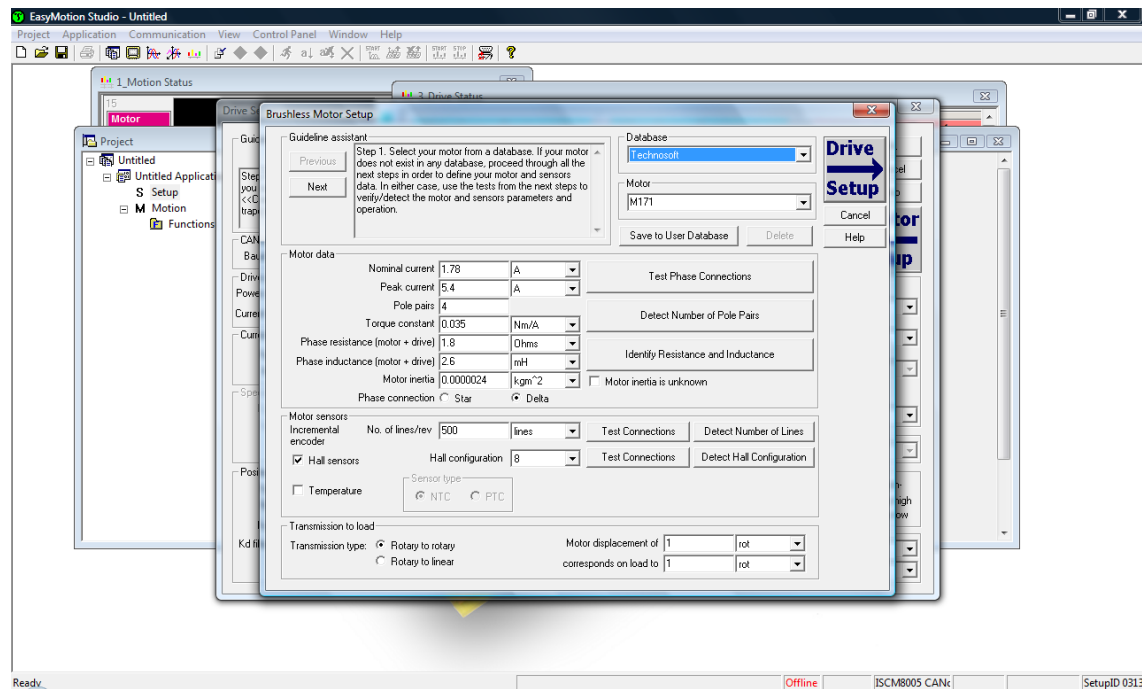 EasyMotion Studio - Untitled
Project Application Communication View Control Panel Window Help
1_Motion Status
3_Drive Status
15
Motor
Project
Untitled
Untitled Applicati
S Setup
M Motion
Functions
Brushless Motor Setup
Guideline assistant
Previous
Next
Step 1. Select your motor from a database. If your motor
does not exist in any database, proceed through all the
next steps in order to define your motor and sensors
data. In either case, use the tests from the next steps to
verify/detect the motor and sensors parameters and
operation.
Database
Technosoft
Motor
M171
Save to User Database Delete
Drive
Setup
Cancel
Help
Motor data
Nominal current 1.78 A
Peak current 5.4 A
Pole pairs 4
Torque constant 0.035 Nm/A
Phase resistance (motor + drive) 1.8 Ohms
Phase inductance (motor + drive) 2.6 mH
Motor inertia 0.0000024 kgm^2 Motor inertia is unknown
Phase connection Star Delta
Test Phase Connections
Detect Number of Pole Pairs
Identify Resistance and Inductance
Motor sensors
Incremental
encoder
No. of lines/rev 500 lines Test Connections Detect Number of Lines
Hall sensors Hall configuration 8 Test Connections Detect Hall Configuration
Temperature
Sensor type
NTC PTC
Transmission to load
Transmission type: Rotary to rotary
Rotary to linear
Motor displacement of 1 rot
corresponds on load to 1 rot
Ready
Offline
ISCM8005 CANc
SetupID 0313